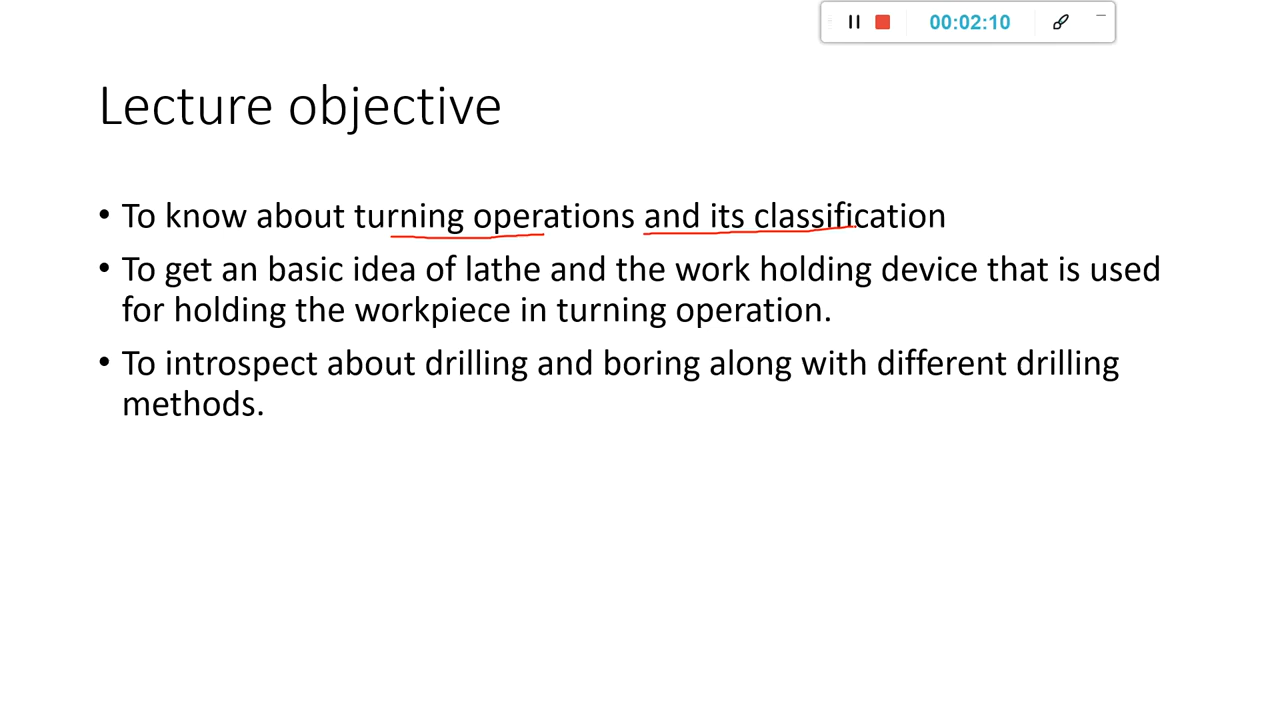 00:02:10
Lecture objective
• To know about turning operations and its classification
• To get an basic idea of lathe and the work holding device that is used
for holding the workpiece in turning operation.
• To introspect about drilling and boring along with different drilling
methods.